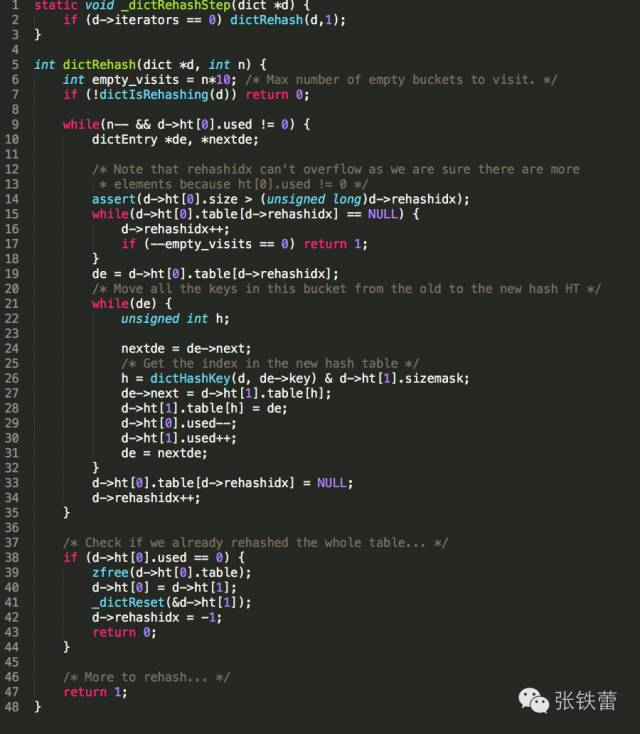 1 static void _dictRehashStep(dict *d) {
2     if (d->iterators == 0) dictRehash(d,1);
3 }
4
5 int dictRehash(dict *d, int n) {
6     int empty_visits = n*10; /* Max number of empty buckets to visit. */
7     if (!dictIsRehashing(d)) return 0;
8
9     while(n-- && d->ht[0].used != 0) {
10         dictEntry *de, *nextde;
11
12         /* Note that rehashidx can't overflow as we are sure there are more
13          * elements because ht[0].used != 0 */
14         assert(d->ht[0].size > (unsigned long)d->rehashidx);
15         while(d->ht[0].table[d->rehashidx] == NULL) {
16             d->rehashidx++;
17             if (--empty_visits == 0) return 1;
18         }
19         de = d->ht[0].table[d->rehashidx];
20         /* Move all the keys in this bucket from the old to the new hash HT */
21         while(de) {
22             unsigned int h;
23
24             nextde = de->next;
25             /* Get the index in the new hash table */
26             h = dictHashKey(d, de->key) & d->ht[1].sizemask;
27             de->next = d->ht[1].table[h];
28             d->ht[1].table[h] = de;
29             d->ht[0].used--;
30             d->ht[1].used++;
31             de = nextde;
32         }
33         d->ht[0].table[d->rehashidx] = NULL;
34         d->rehashidx++;
35     }
36
37     /* Check if we already rehashed the whole table... */
38     if (d->ht[0].used == 0) {
39         zfree(d->ht[0].table);
40         d->ht[0] = d->ht[1];
41         _dictReset(&d->ht[1]);
42         d->rehashidx = -1;
43         return 0;
44     }
45
46     /* More to rehash... */
47     return 1;
48 }
张铁蕾